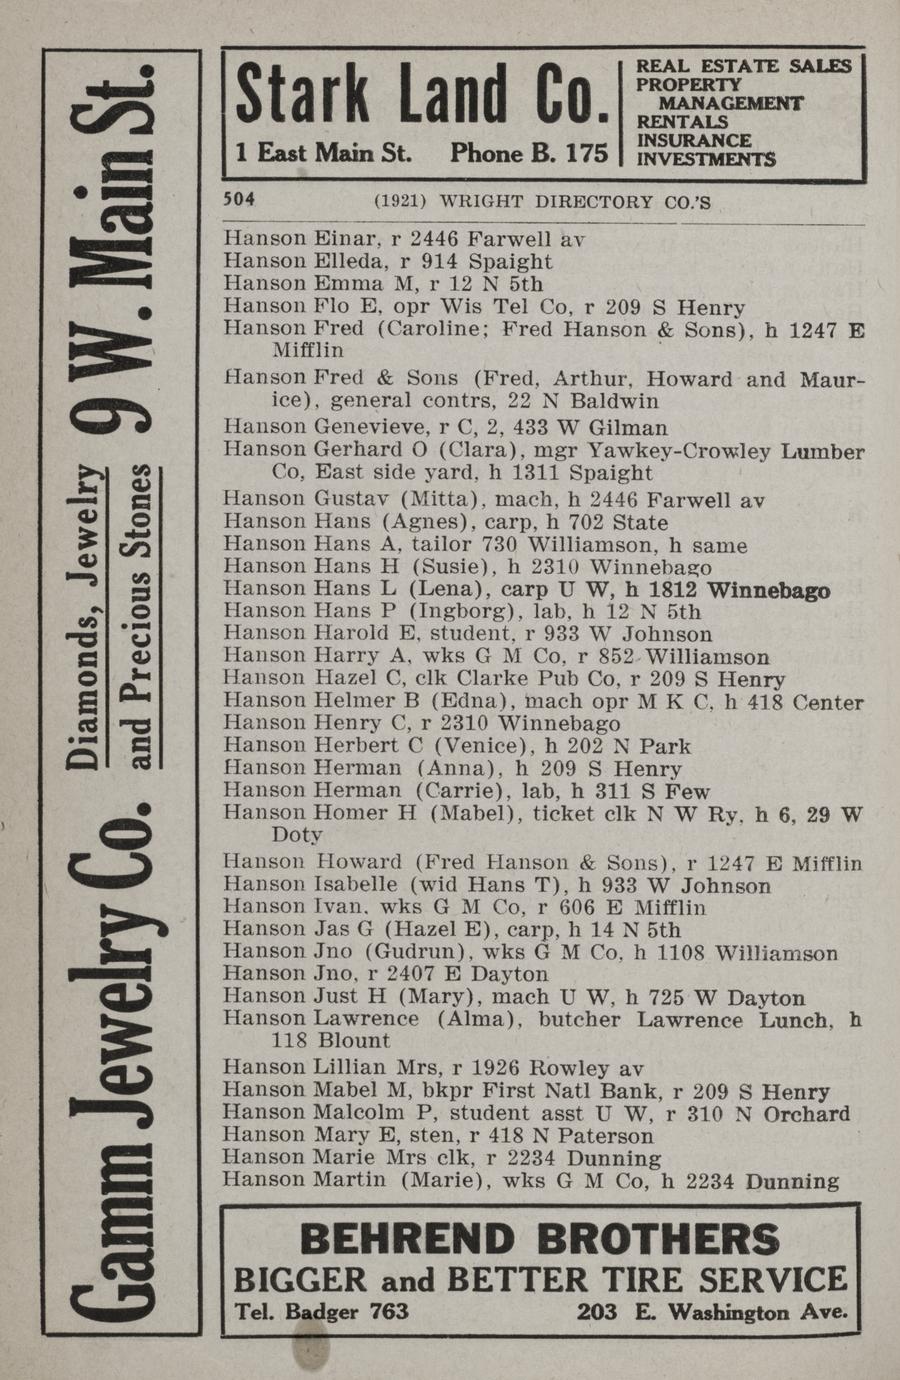 Stark Land Co.
1 East Main St. Phone B. 175
REAL ESTATE SALES
PROPERTY
MANAGEMENT
RENTALS
INSURANCE
INVESTMENTS
504 (1921) WRIGHT DIRECTORY CO.'S
Hanson Einar, r 2446 Farwell av
Hanson Elleda, r 914 Spaight
Hanson Emma M, r 12 N 5th
Hanson Flo E, opr Wis Tel Co, r 209 S Henry
Hanson Fred (Caroline; Fred Hanson & Sons), h 1247 E
Mifflin
Hanson Fred & Sons (Fred, Arthur, Howard and Maur-
ice), general contrs, 22 N Baldwin
Hanson Genevieve, r C, 2, 433 W Gilman
Hanson Gerhard O (Clara), mgr Yawkey-Crowley Lumber
Co, East side yard, h 1311 Spaight
Hanson Gustav (Mitta), mach, h 2446 Farwell av
Hanson Hans (Agnes), carp, h 702 State
Hanson Hans A, tailor 730 Williamson, h same
Hanson Hans H (Susie), h 2310 Winnebago
Hanson Hans L (Lena), carp U W, h 1812 Winnebago
Hanson Hans P (Ingborg), lab, h 12 N 5th
Hanson Harold E, student, r 933 W Johnson
Hanson Harry A, wks G M Co, r 852 Williamson
Hanson Hazel C, clk Clarke Pub Co, r 209 S Henry
Hanson Helmer B (Edna), mach opr M K C, h 418 Center
Hanson Henry C, r 2310 Winnebago
Hanson Herbert C (Venice), h 202 N Park
Hanson Herman (Anna), h 209 S Henry
Hanson Herman (Carrie), lab, h 311 S Few
Hanson Homer H (Mabel), ticket clk N W Ry, h 6, 29 W
Doty
Hanson Howard (Fred Hanson & Sons), r 1247 E Mifflin
Hanson Isabelle (wid Hans T), h 933 W Johnson
Hanson Ivan, wks G M Co, r 606 E Mifflin
Hanson Jas G (Hazel E), carp, h 14 N 5th
Hanson Jno (Gudrun), wks G M Co, h 1108 Williamson
Hanson Jno, r 2407 E Dayton
Hanson Just H (Mary), mach U W, h 725 W Dayton
Hanson Lawrence (Alma), butcher Lawrence Lunch, h
118 Blount
Hanson Lillian Mrs, r 1926 Rowley av
Hanson Mabel M, bkpr First Natl Bank, r 209 S Henry
Hanson Malcolm P, student asst U W, r 310 N Orchard
Hanson Mary E, sten, r 418 N Paterson
Hanson Marie Mrs clk, r 2234 Dunning
Hanson Martin (Marie), wks G M Co, h 2234 Dunning
BEHREND BROTHERS
BIGGER and BETTER TIRE SERVICE
Tel. Badger 763 203 E. Washington Ave.
Gamm Jewelry Co. Diamonds, Jewelry
and Precious Stones 9 W. Main St.